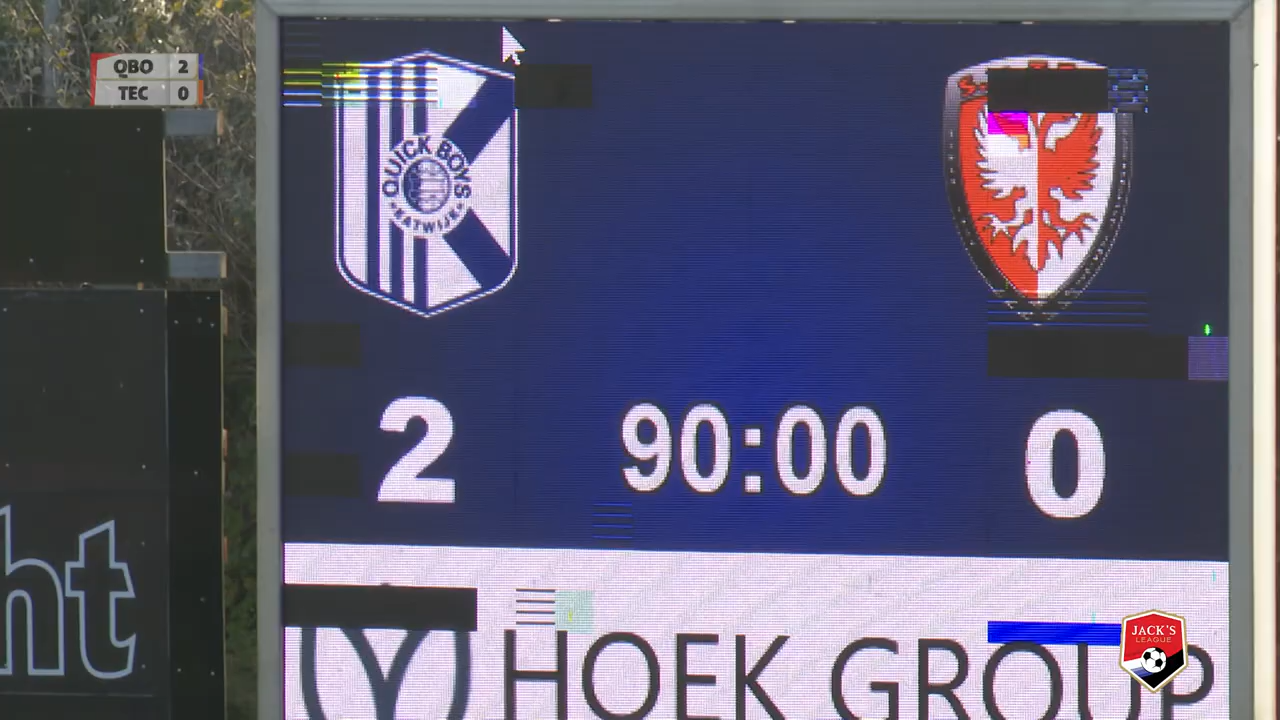 QBO 2
TEC 0
QUICK BOYS
KATWIJK
2 90:00 0
ht
HOEK GROUP
JACK'S
LEAGUE